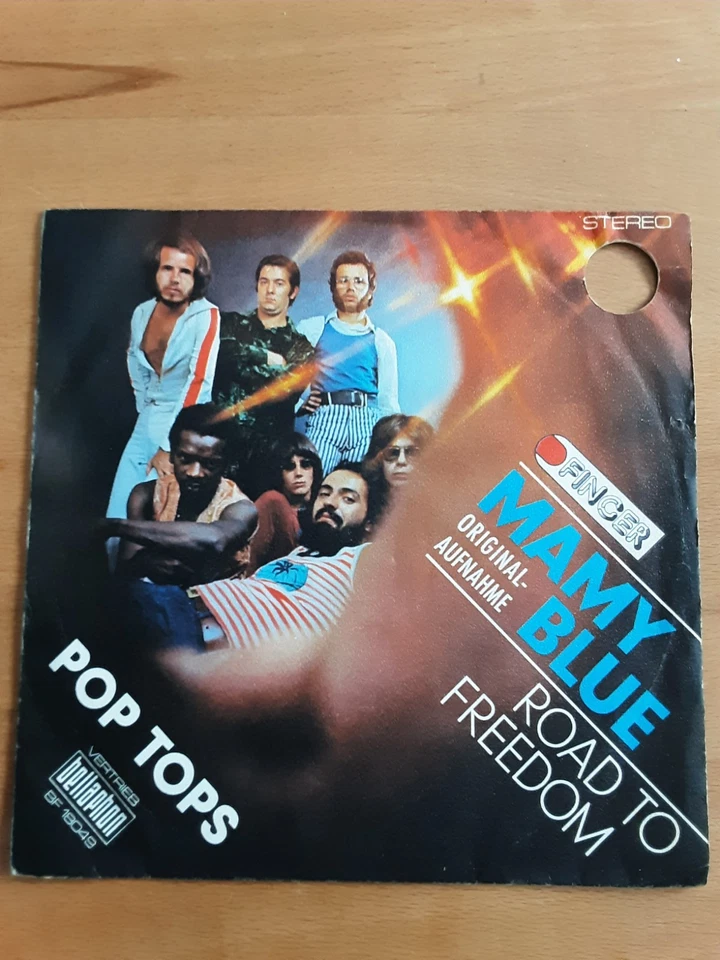 STEREO
FINGER
MAMY
BLUE
ORIGINAL-
AUFNAHME
ROAD TO
FREEDOM
POP TOPS
VERTRIEB
bellaphon
BF 18049